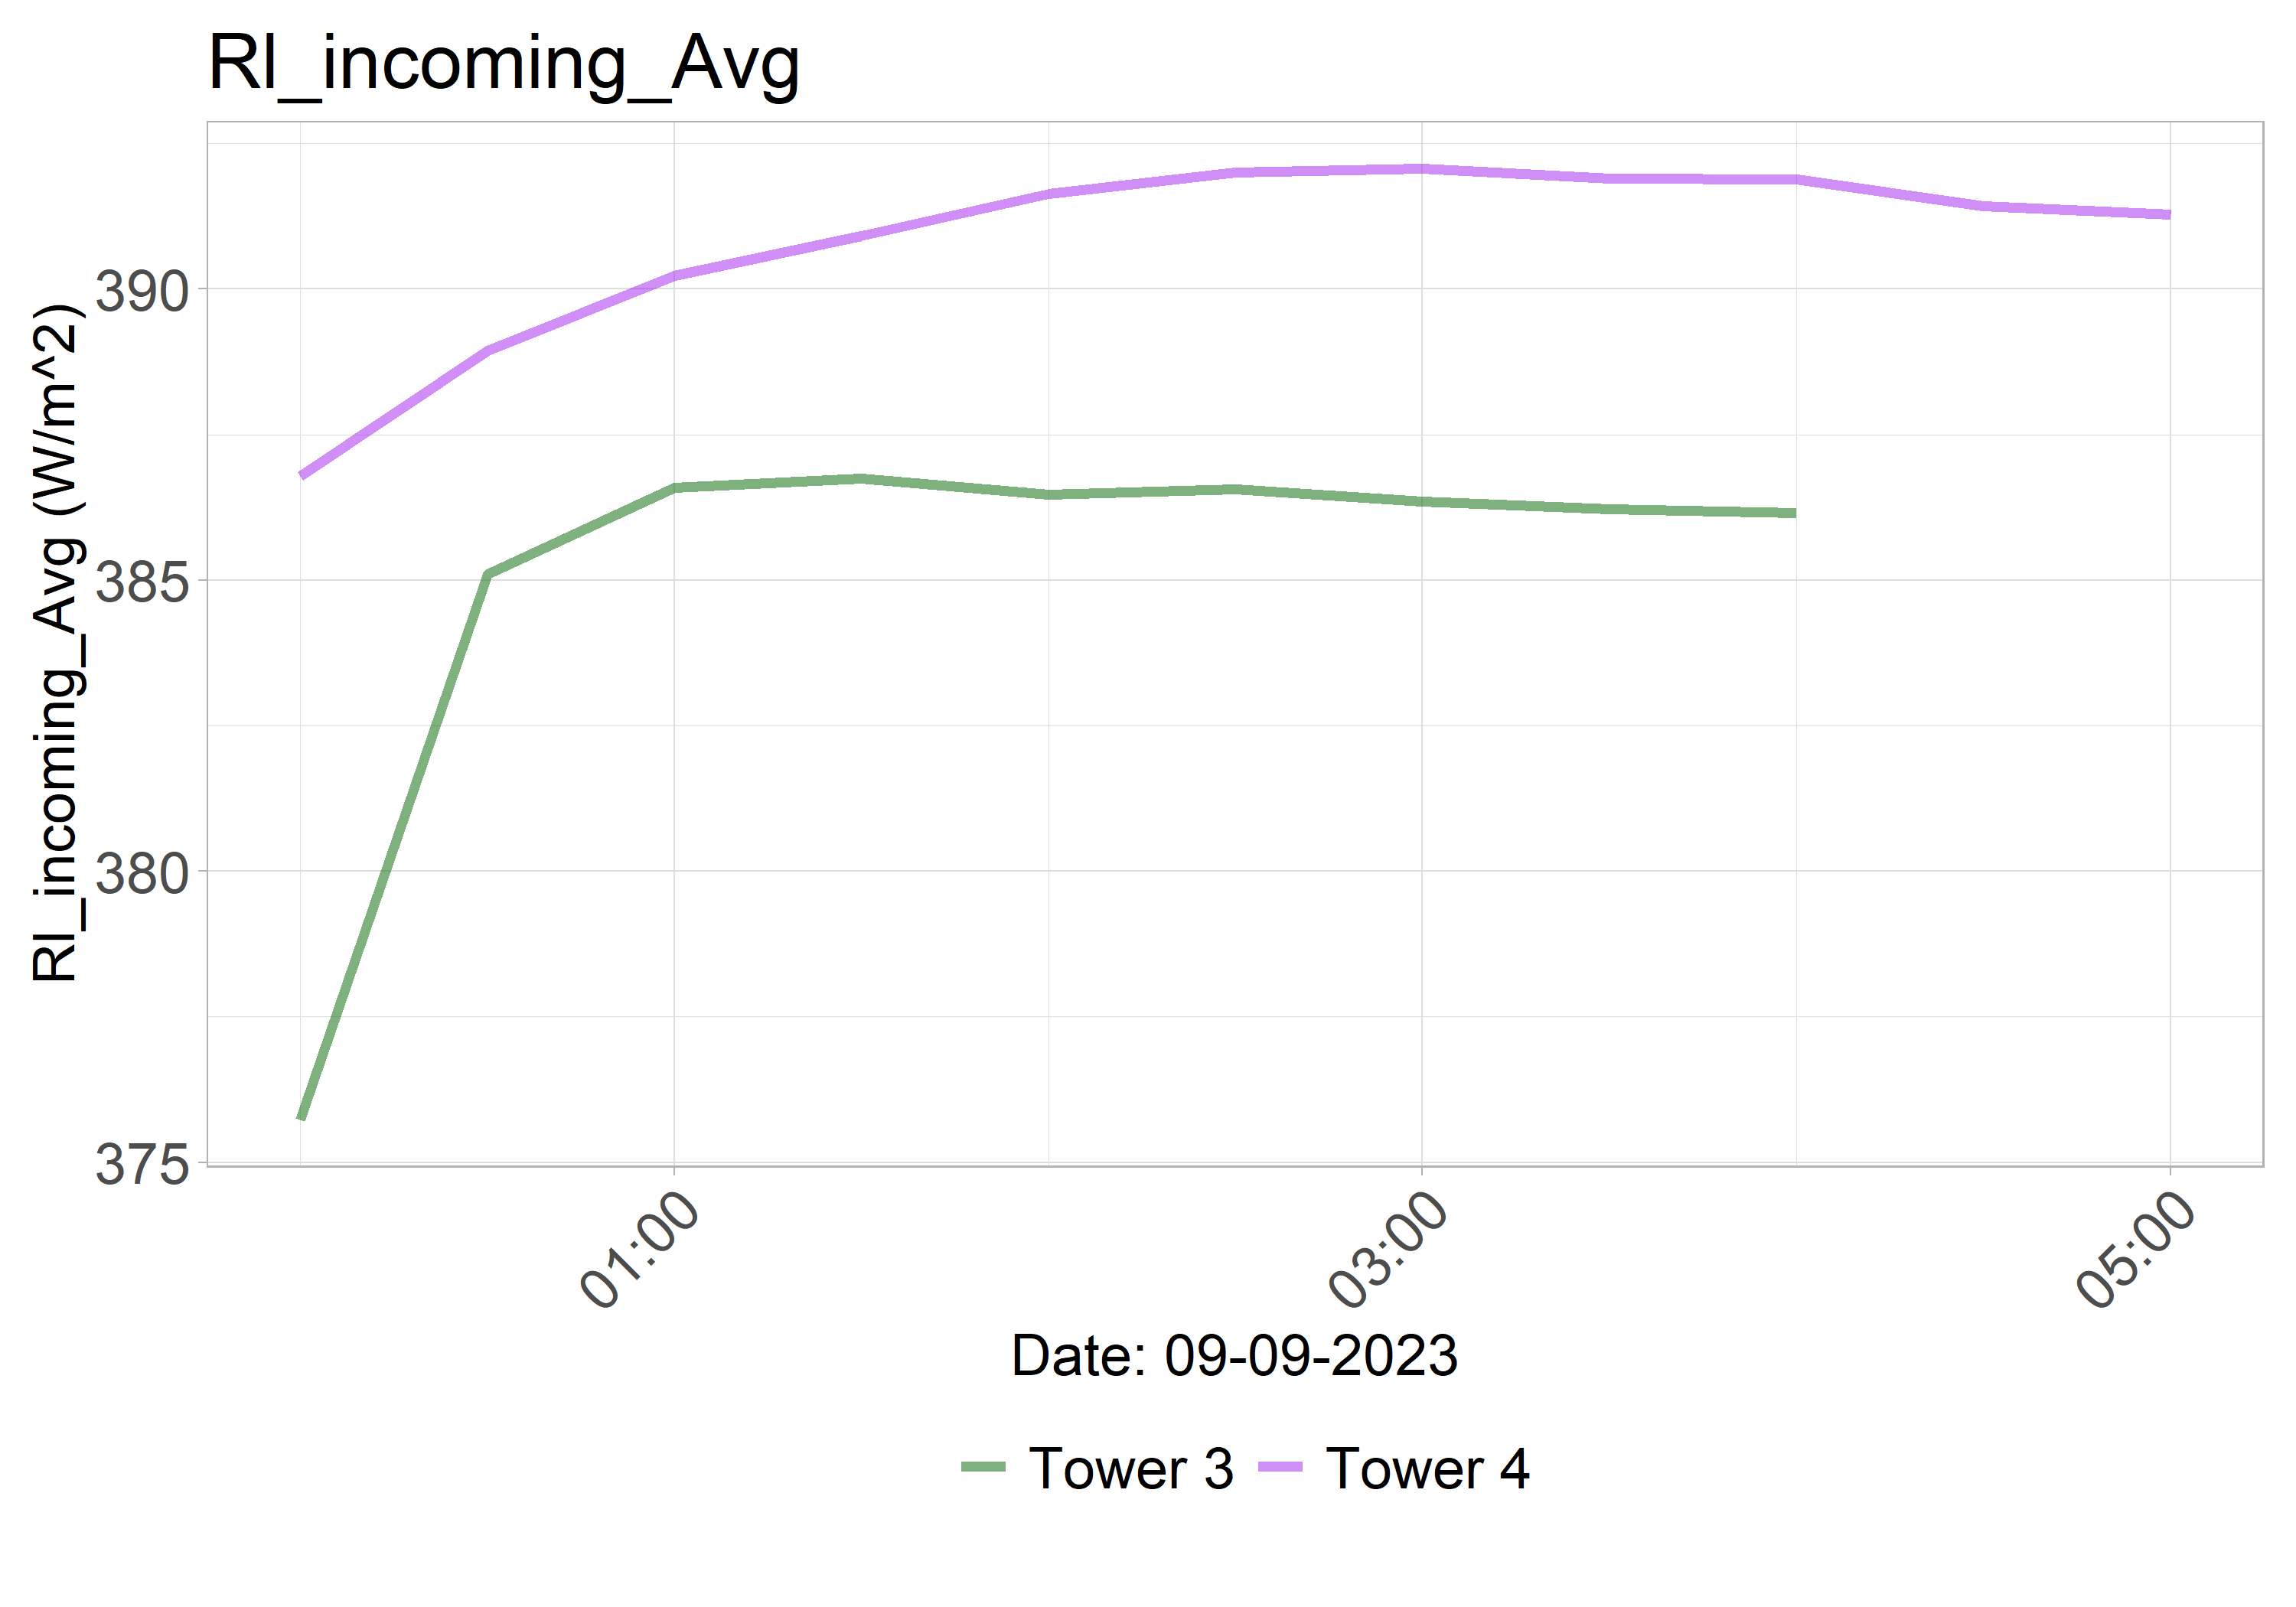 Rl_incoming_Avg
Rl_incoming_Avg (W/m^2)
390
385
380
375
01:00
03:00
05:00
Date: 09-09-2023
Tower 3
Tower 4